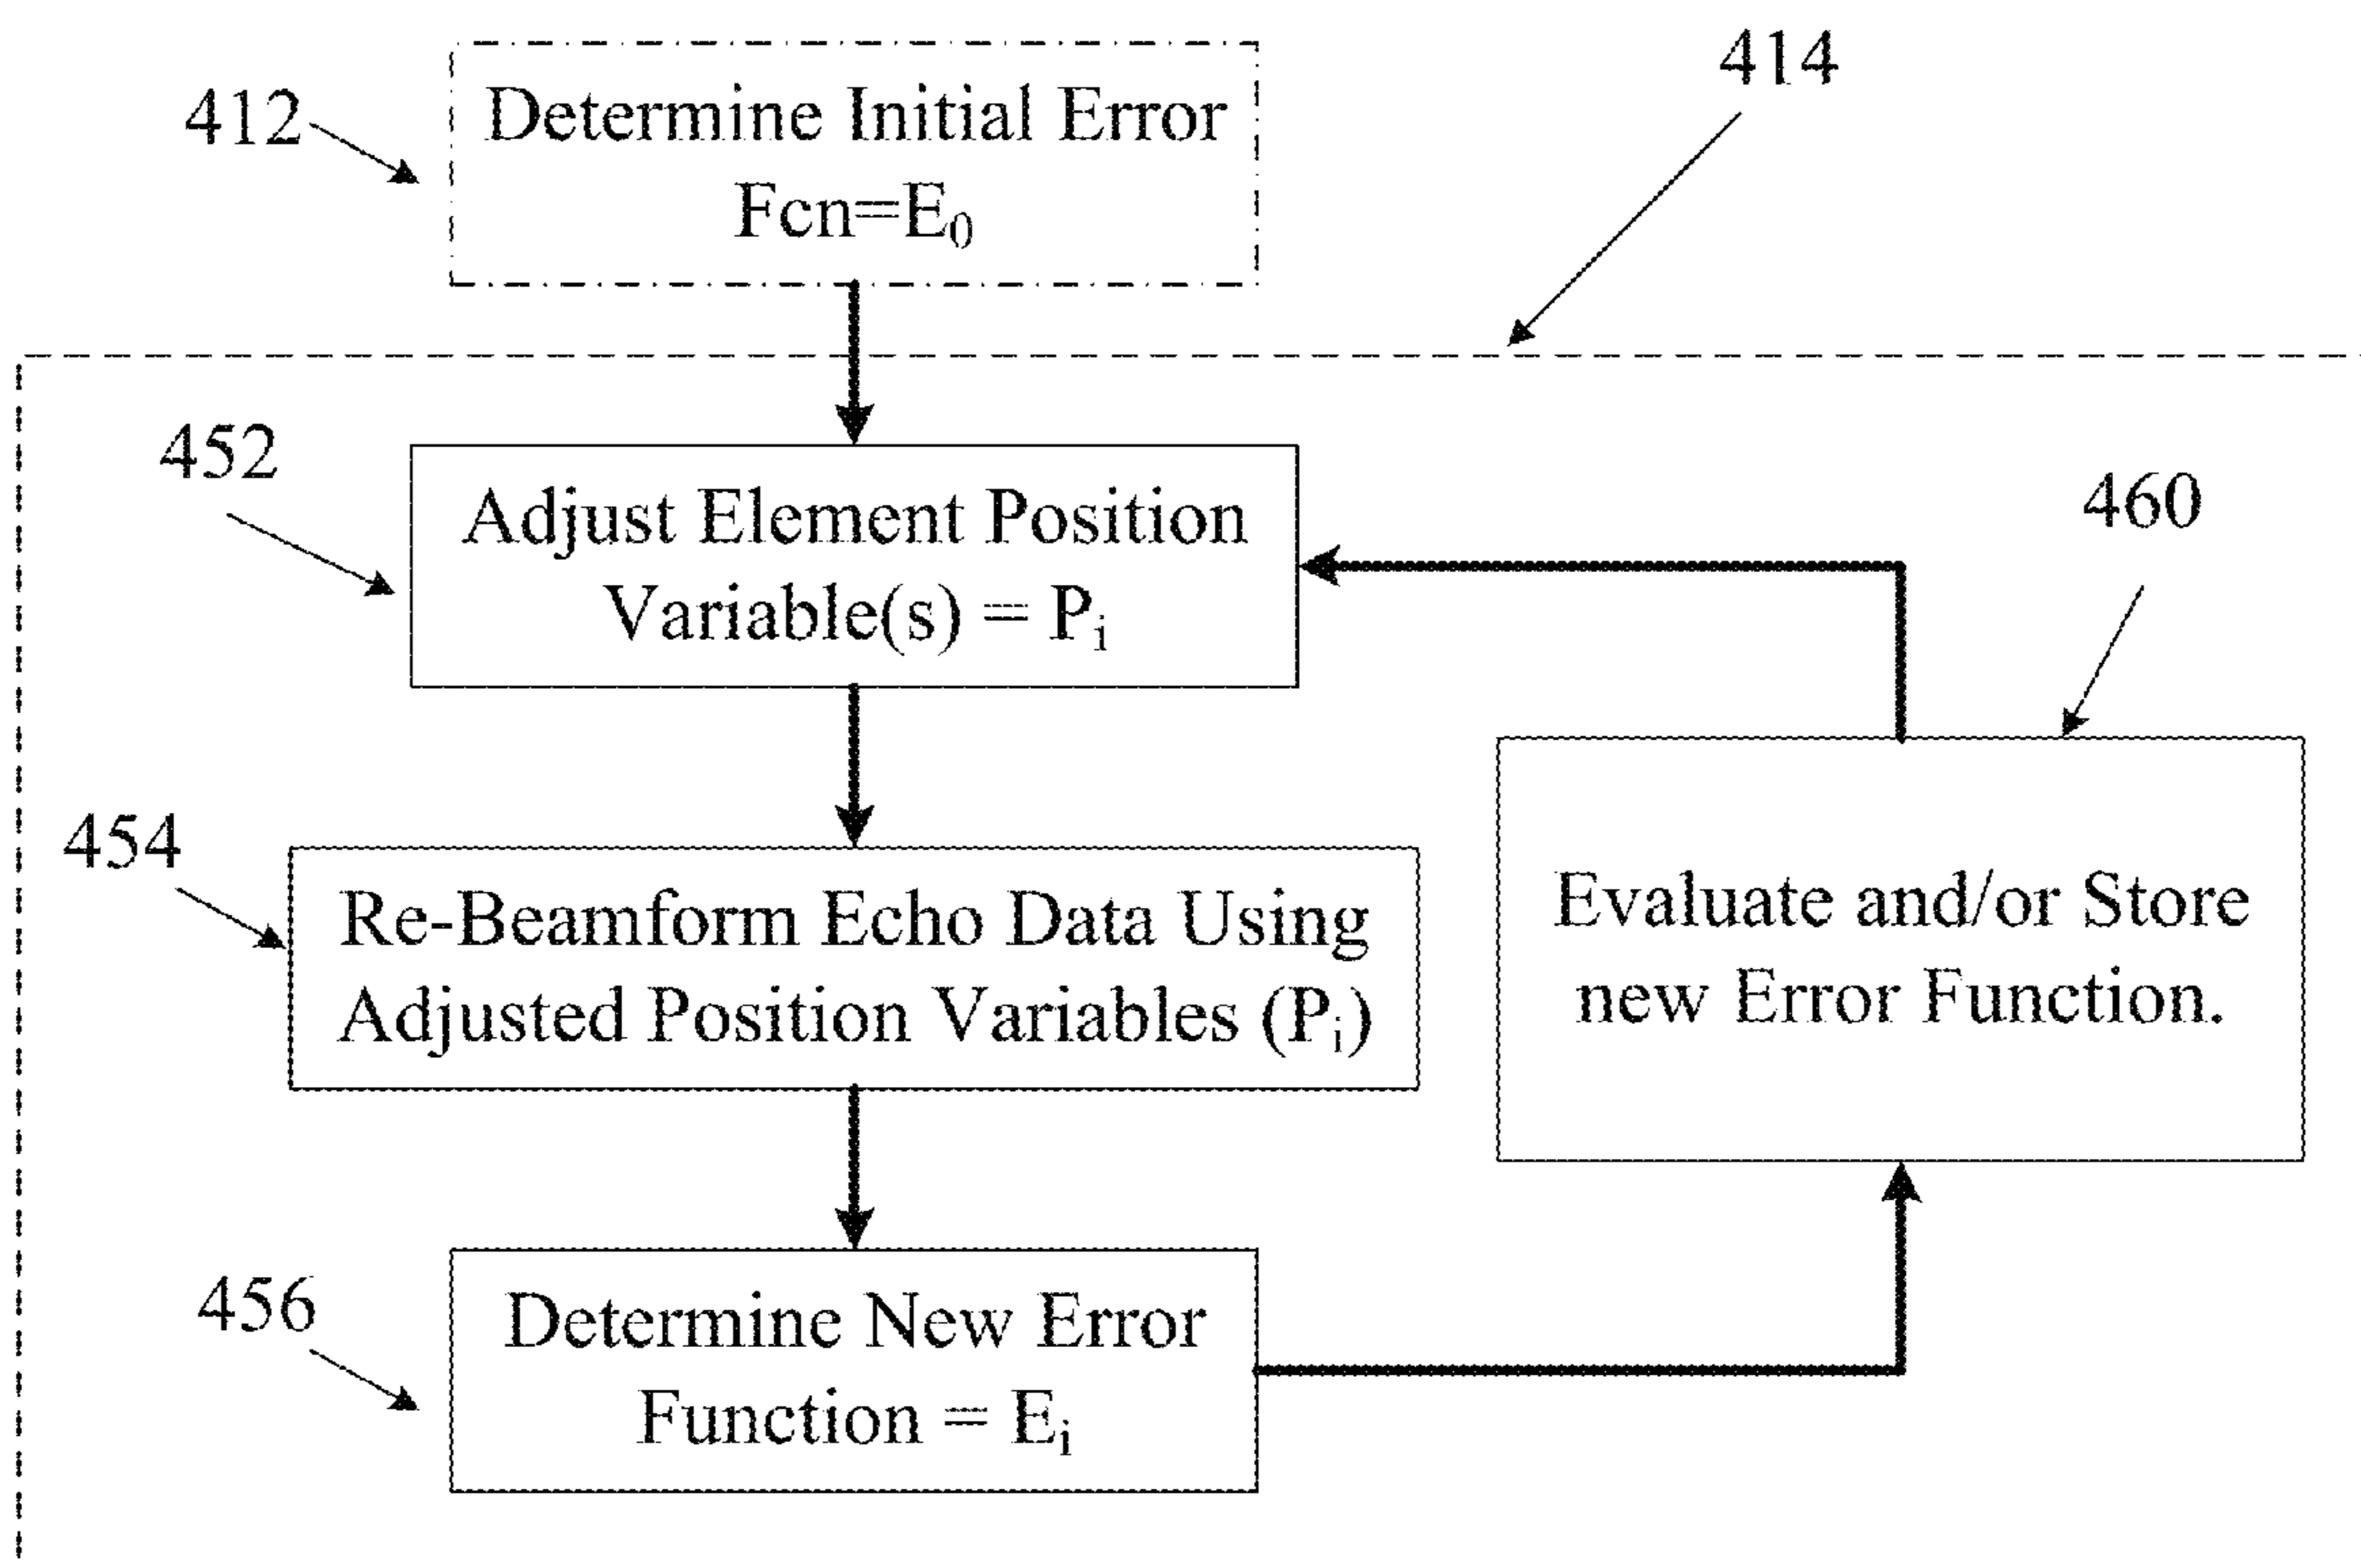 414
412
Determine Initial Error
Fcn=E₀
452
Adjust Element Position
Variable(s) = Pᵢ
460
454
Re-Beamform Echo Data Using
Adjusted Position Variables (Pᵢ)
Evaluate and/or Store
new Error Function.
456
Determine New Error
Function = Eᵢ